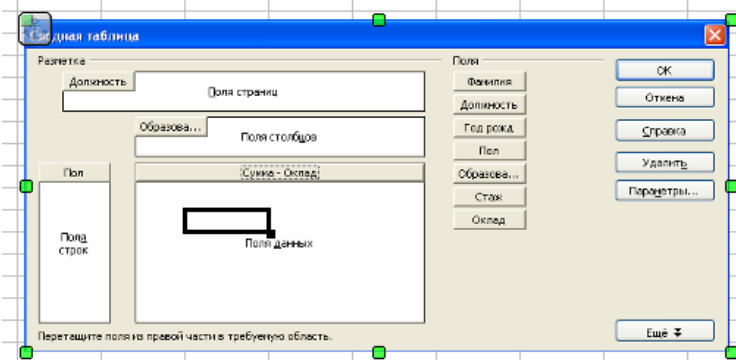 Сводная таблица
Разметка
Должность
Поля страниц
Образова...
Поля столбцов
Пол
Сумма - Оклад
Поля
строк
Поля данных
Поля
Фамилия
Должность
Год рожд
Пол
Образова...
Стаж
Оклад
OK
Отмена
Справка
Удалить
Параметры...
Ещё
Перетащите поля из правой части в требуемую область.